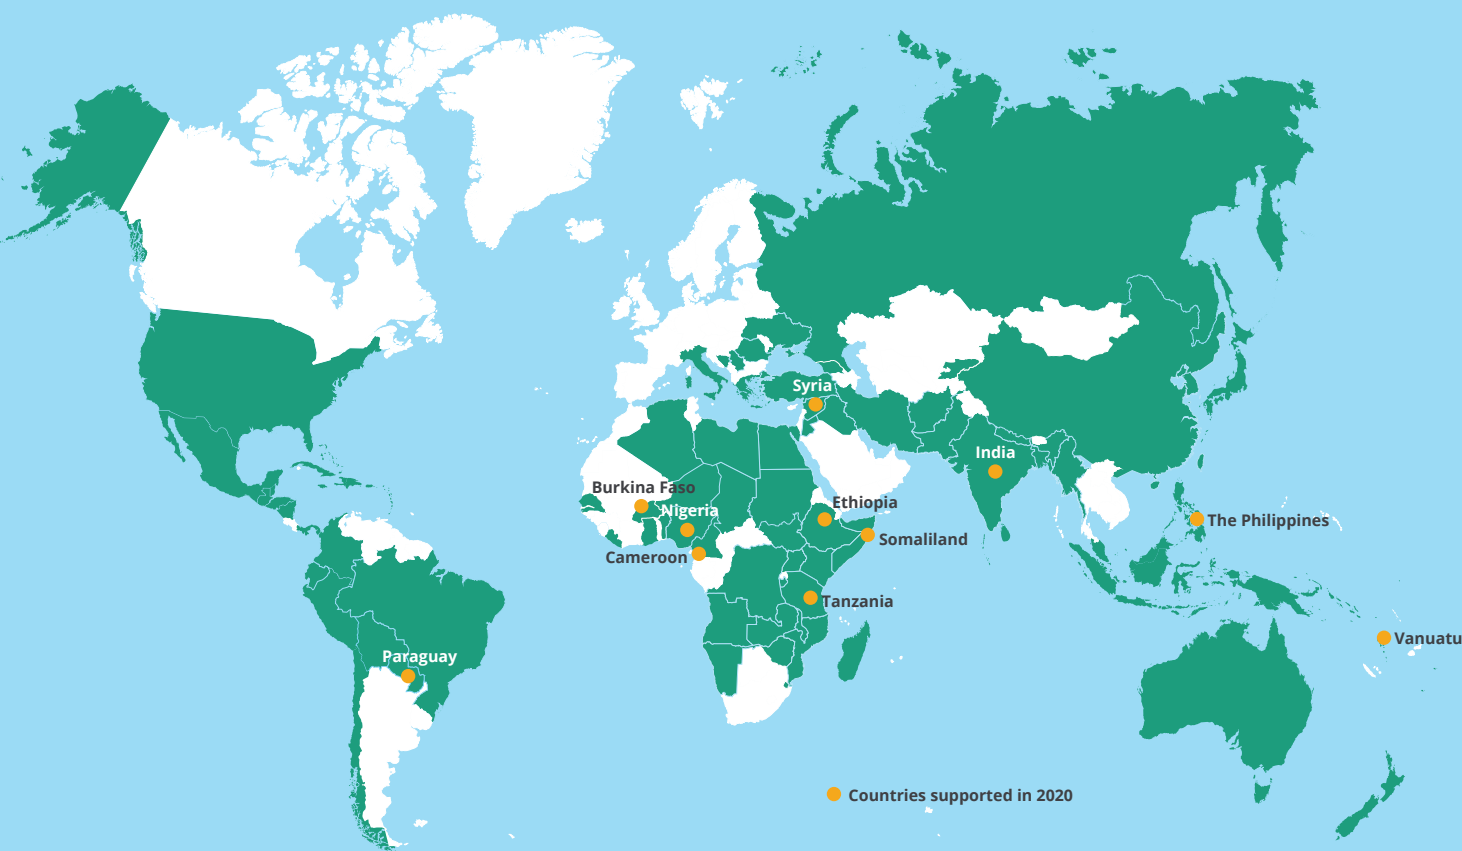 Syria
India
Burkina Faso
Ethiopia
Nigeria
The Philippines
Somaliland
Cameroon
Tanzania
Vanuatu
Paraguay
Countries supported in 2020